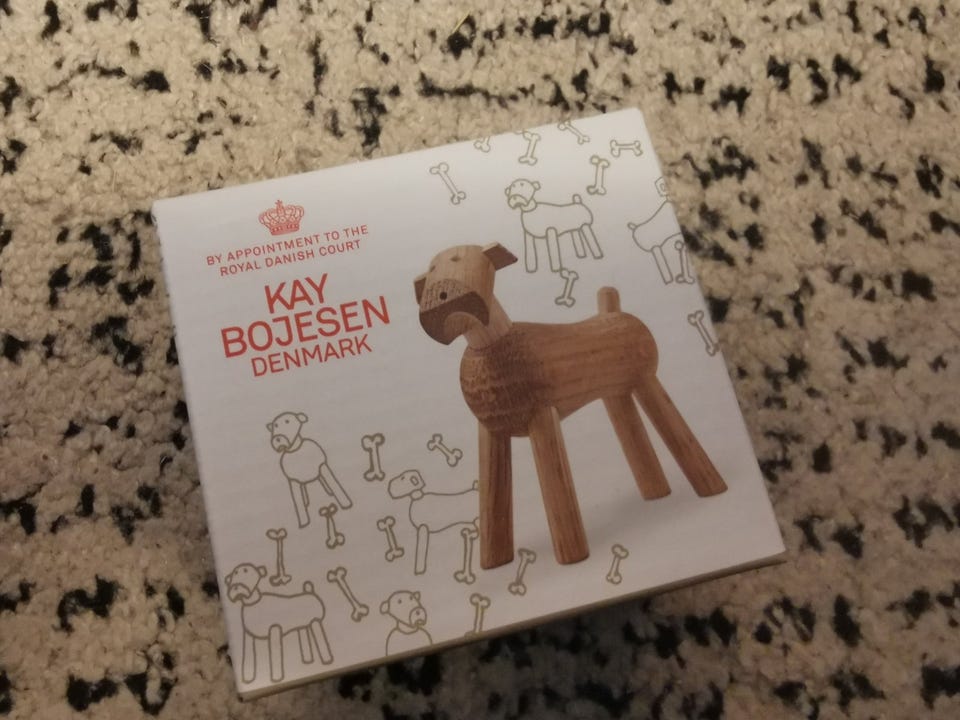 BY APPOINTMENT TO THE
ROYAL DANISH COURT
KAY
BOJESEN
DENMARK